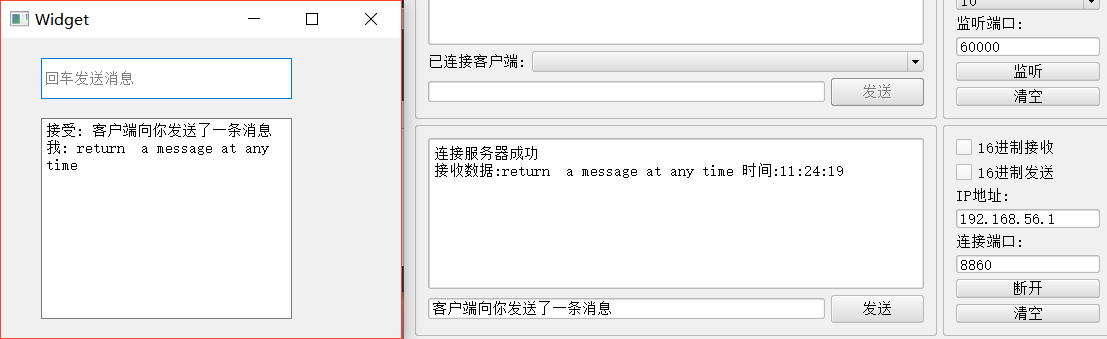 Widget
回车发送消息
接受: 客户端向你发送了一条消息
我: return  a message at any
time
已连接客户端:
发送
监听端口:
60000
监听
清空
连接服务器成功
接收数据:return  a message at any time 时间:11:24:19
客户端向你发送了一条消息
发送
16进制接收
16进制发送
IP地址:
192.168.56.1
连接端口:
8860
断开
清空